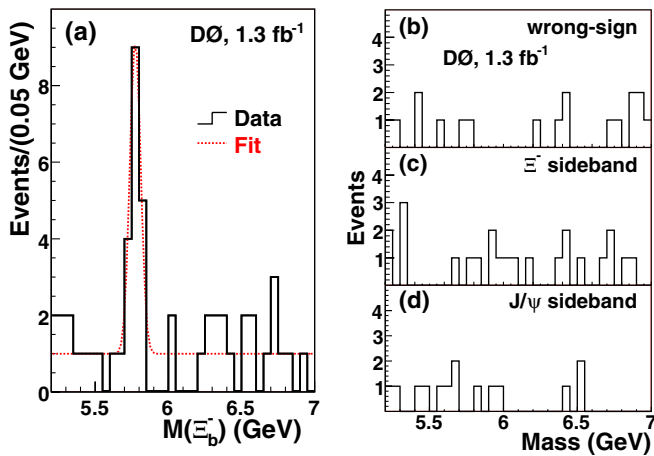 (a) DØ, 1.3 fb⁻¹
Data
Fit
Events/(0.05 GeV)
8
6
4
2
0
5.5 6 6.5 7
M(Ξ⁻b) (GeV)
(b) wrong-sign
DØ, 1.3 fb⁻¹
4
3
2
1
(c) Ξ⁻ sideband
4
3
2
1
(d) J/ψ sideband
4
3
2
1
Events
5.5 6 6.5 7
Mass (GeV)